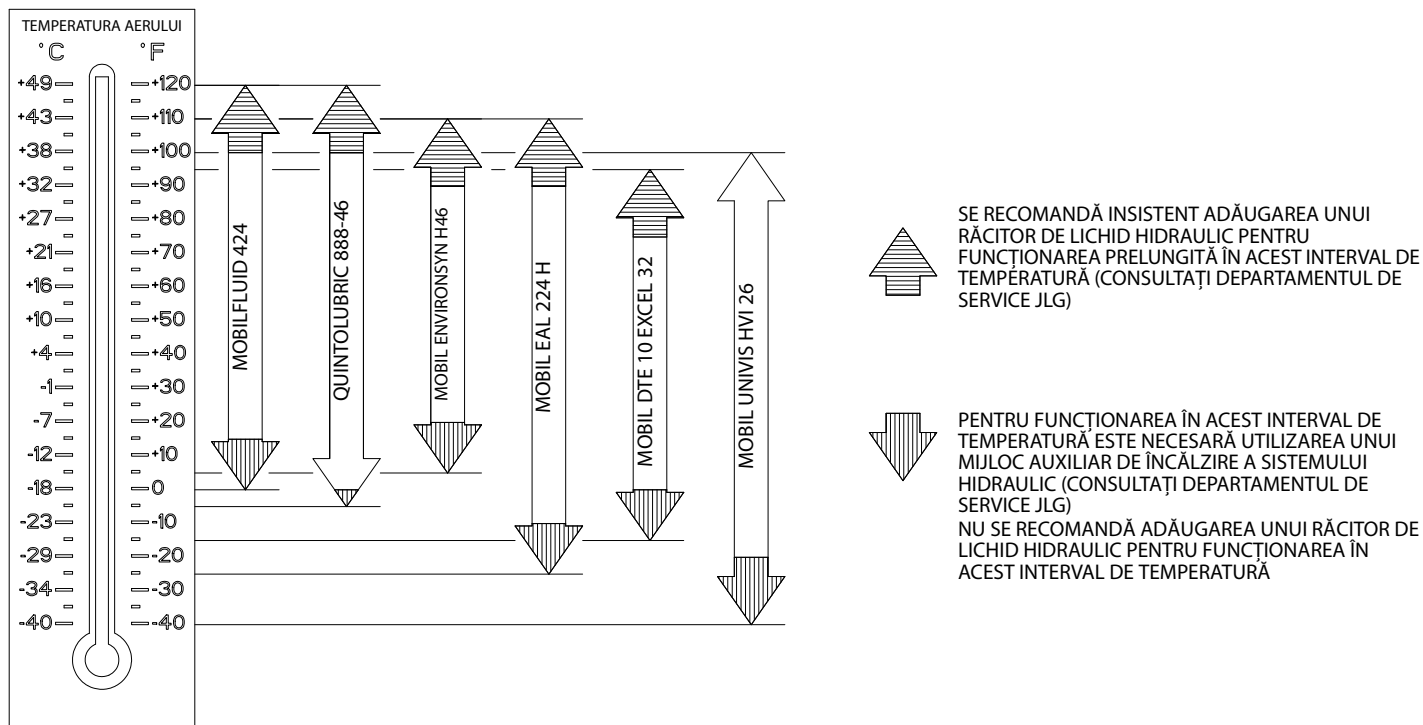 TEMPERATURA AERULUI
°C °F
+49 +120
+43 +110
+38 +100
+32 +90
+27 +80
+21 +70
+16 +60
+10 +50
+4 +40
-1 +30
-7 +20
-12 +10
-18 0
-23 -10
-29 -20
-34 -30
-40 -40
MOBILFLUID 424
QUINTOLUBRIC 888-46
MOBIL ENVIRONSYN H46
MOBIL EAL 224 H
MOBIL DTE 10 EXCEL 32
MOBIL UNIVIS HVI 26
SE RECOMANDĂ INSISTENT ADĂUGAREA UNUI
RĂCITOR DE LICHID HIDRAULIC PENTRU
FUNCȚIONAREA PRELUNGITĂ ÎN ACEST INTERVAL DE
TEMPERATURĂ (CONSULTAȚI DEPARTAMENTUL DE
SERVICE JLG)
PENTRU FUNCȚIONAREA ÎN ACEST INTERVAL DE
TEMPERATURĂ ESTE NECESARĂ UTILIZAREA UNUI
MIJLOC AUXILIAR DE ÎNCĂLZIRE A SISTEMULUI
HIDRAULIC (CONSULTAȚI DEPARTAMENTUL DE
SERVICE JLG)
NU SE RECOMANDĂ ADĂUGAREA UNUI RĂCITOR DE
LICHID HIDRAULIC PENTRU FUNCȚIONAREA ÎN
ACEST INTERVAL DE TEMPERATURĂ